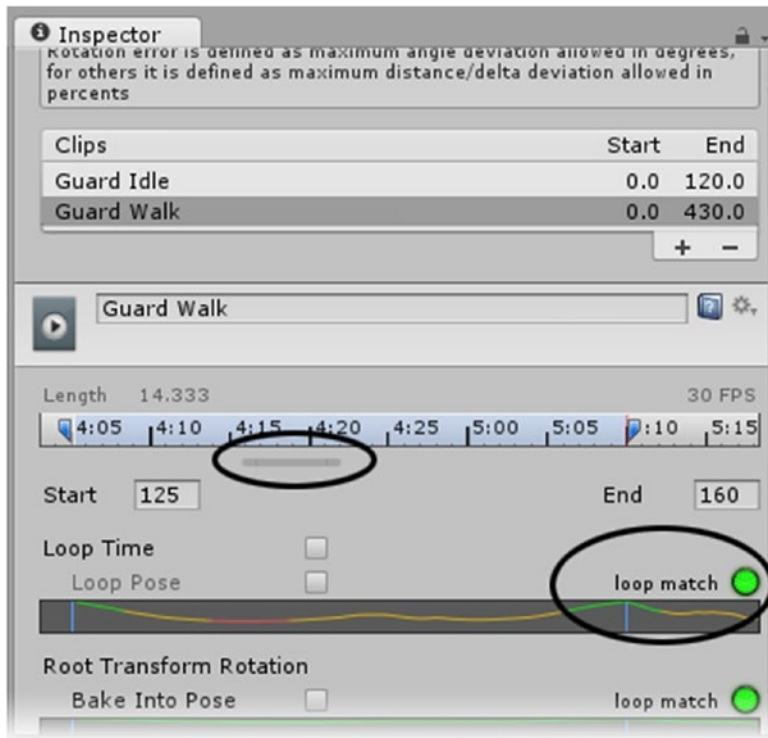 Inspector
Rotation error is defined as maximum angle deviation allowed in degrees,
for others it is defined as maximum distance/delta deviation allowed in
percents
Clips Start End
Guard Idle 0.0 120.0
Guard Walk 0.0 430.0
+ −
Guard Walk
Length 14.333 30 FPS
4:05 4:10 4:15 4:20 4:25 5:00 5:05 :10 5:15
Start 125 End 160
Loop Time
Loop Pose loop match
Root Transform Rotation
Bake Into Pose loop match